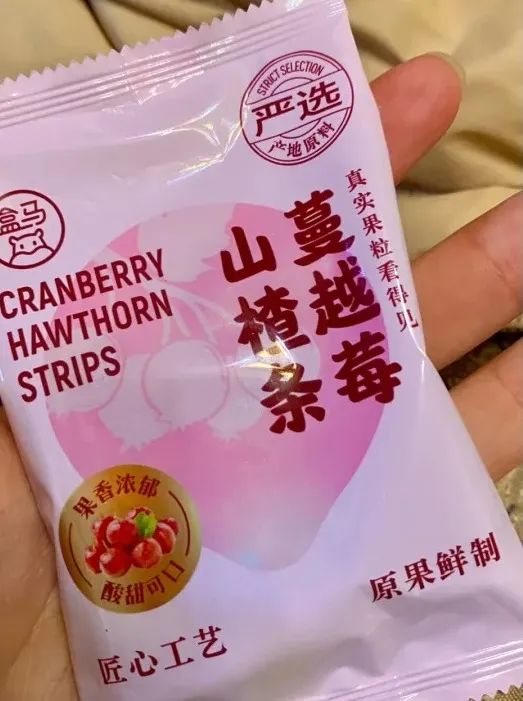 STRICT SELECTION
严选
产地原料
盒马
CRANBERRY
HAWTHORN
STRIPS
真实果粒看得见
蔓越莓
山楂条
果香浓郁
酸甜可口
原果鲜制
匠心工艺